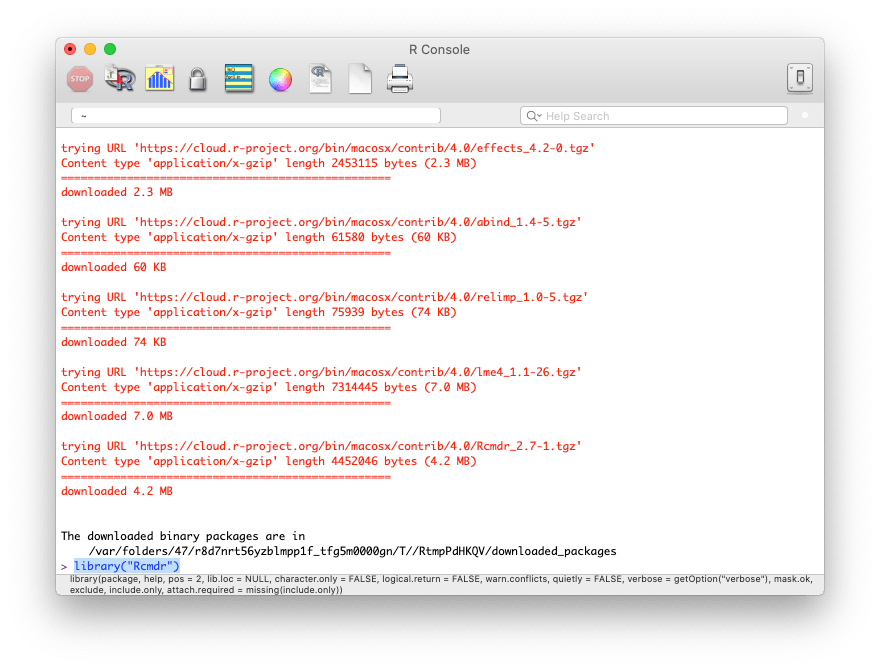 R Console
STOP
R
R
~
Help Search
trying URL 'https://cloud.r-project.org/bin/macosx/contrib/4.0/effects_4.2-0.tgz'
Content type 'application/x-gzip' length 2453115 bytes (2.3 MB)
==================================================
downloaded 2.3 MB
trying URL 'https://cloud.r-project.org/bin/macosx/contrib/4.0/abind_1.4-5.tgz'
Content type 'application/x-gzip' length 61580 bytes (60 KB)
==================================================
downloaded 60 KB
trying URL 'https://cloud.r-project.org/bin/macosx/contrib/4.0/relimp_1.0-5.tgz'
Content type 'application/x-gzip' length 75939 bytes (74 KB)
==================================================
downloaded 74 KB
trying URL 'https://cloud.r-project.org/bin/macosx/contrib/4.0/lme4_1.1-26.tgz'
Content type 'application/x-gzip' length 7314445 bytes (7.0 MB)
==================================================
downloaded 7.0 MB
trying URL 'https://cloud.r-project.org/bin/macosx/contrib/4.0/Rcmdr_2.7-1.tgz'
Content type 'application/x-gzip' length 4452046 bytes (4.2 MB)
==================================================
downloaded 4.2 MB
The downloaded binary packages are in
/var/folders/47/r8d7nrt56yzblmpp1f_tfg5m0000gn/T//RtmpPdHKQV/downloaded_packages
> library("Rcmdr")
library(package, help, pos = 2, lib.loc = NULL, character.only = FALSE, logical.return = FALSE, warn.conflicts, quietly = FALSE, verbose = getOption("verbose"), mask.ok,
exclude, include.only, attach.required = missing(include.only))